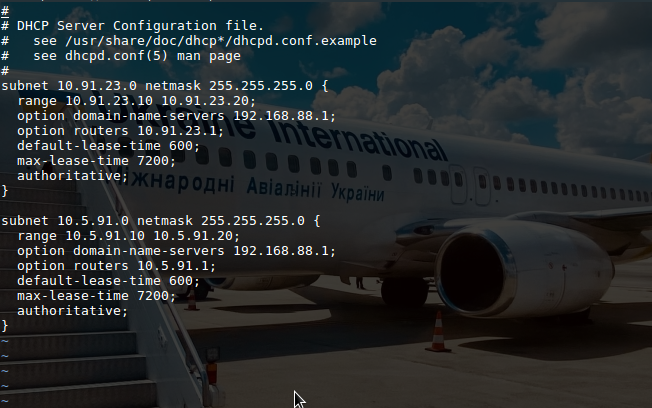 #
# DHCP Server Configuration file.
#   see /usr/share/doc/dhcp*/dhcpd.conf.example
#   see dhcpd.conf(5) man page
#
subnet 10.91.23.0 netmask 255.255.255.0 {
  range 10.91.23.10 10.91.23.20;
  option domain-name-servers 192.168.88.1;
  option routers 10.91.23.1;
  default-lease-time 600;
  max-lease-time 7200;
  authoritative;
}

subnet 10.5.91.0 netmask 255.255.255.0 {
  range 10.5.91.10 10.5.91.20;
  option domain-name-servers 192.168.88.1;
  option routers 10.5.91.1;
  default-lease-time 600;
  max-lease-time 7200;
  authoritative;
}
~
~
~
~
~
Ukraine International
Міжнародні Авіалінії України